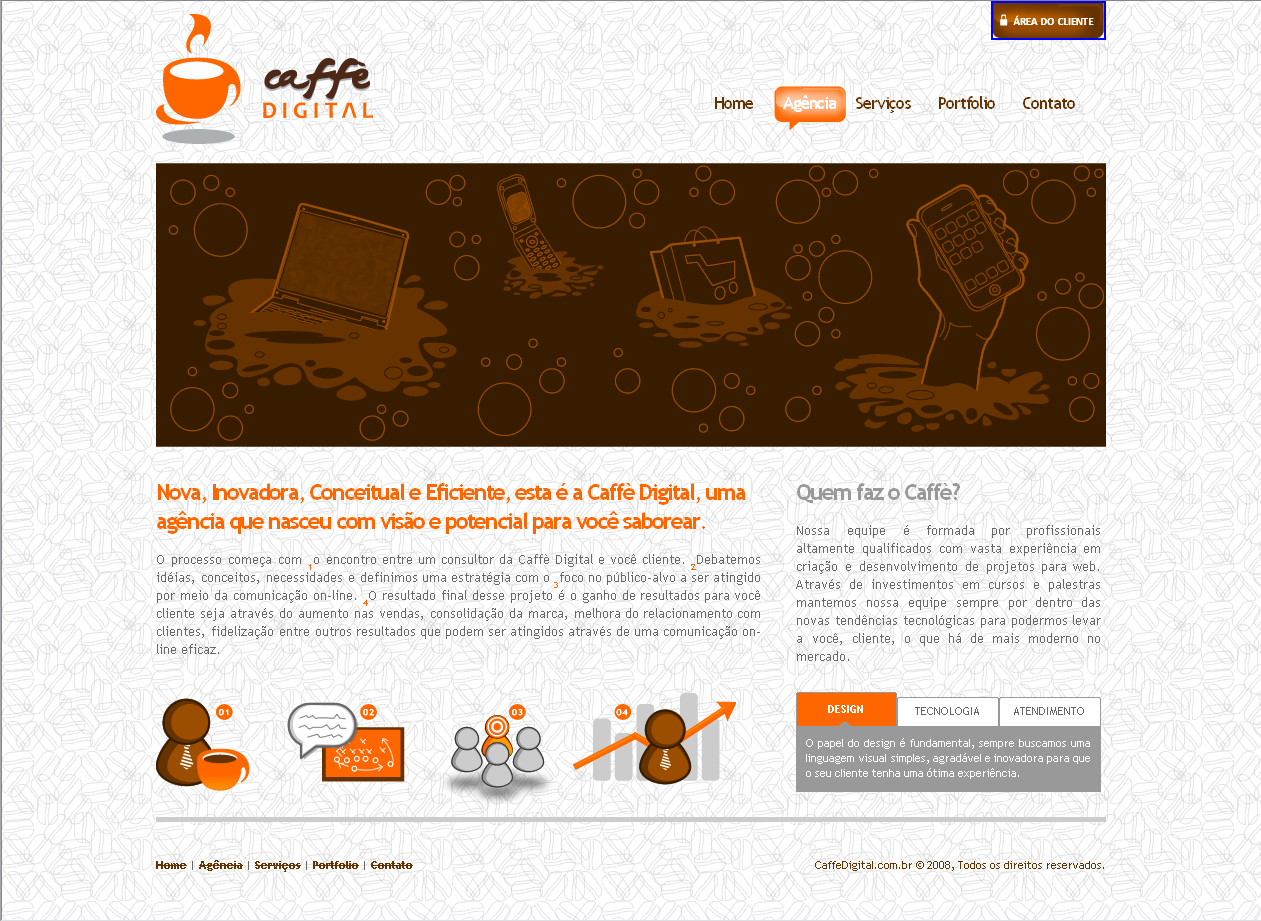 ÁREA DO CLIENTE
caffè
DIGITAL
Home Agência Serviços Portfolio Contato
Nova, Inovadora, Conceitual e Eficiente, esta é a Caffè Digital, uma
agência que nasceu com visão e potencial para você saborear.
O processo começa com 1o encontro entre um consultor da Caffè Digital e você cliente. 2Debatemos
idéias, conceitos, necessidades e definimos uma estratégia com o 3foco no público-alvo a ser atingido
por meio da comunicação on-line. 4O resultado final desse projeto é o ganho de resultados para você
cliente seja através do aumento nas vendas, consolidação da marca, melhora do relacionamento com
clientes, fidelização entre outros resultados que podem ser atingidos através de uma comunicação on-
line eficaz.
01 02 03 04
Quem faz o Caffè?
Nossa equipe é formada por profissionais
altamente qualificados com vasta experiência em
criação e desenvolvimento de projetos para web.
Através de investimentos em cursos e palestras
mantemos nossa equipe sempre por dentro das
novas tendências tecnológicas para podermos levar
a você, cliente, o que há de mais moderno no
mercado.
DESIGN TECNOLOGIA ATENDIMENTO
O papel do design é fundamental, sempre buscamos uma
linguagem visual simples, agradável e inovadora para que
o seu cliente tenha uma ótima experiência.
Home | Agência | Serviços | Portfolio | Contato
CaffeDigital.com.br © 2008, Todos os direitos reservados.